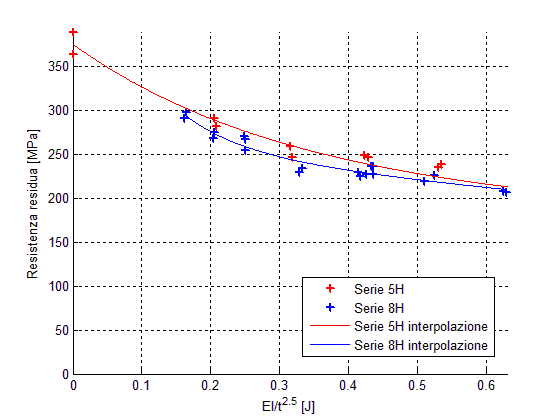 350
300
250
200
150
100
50
0
Resistenza residua [MPa]
Serie 5H
Serie 8H
Serie 5H interpolazione
Serie 8H interpolazione
0 0.1 0.2 0.3 0.4 0.5 0.6
EI/t^2.5 [J]